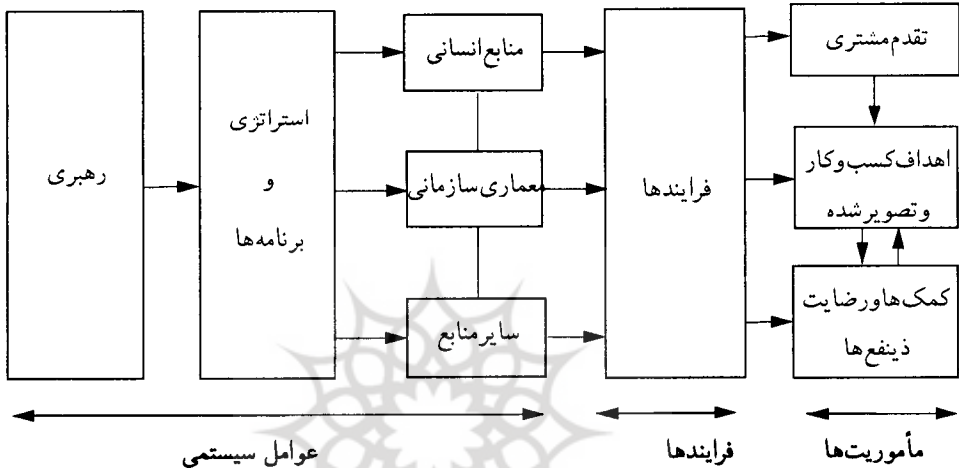 رهبری
استراتژی
و
برنامه‌ها
منابع انسانی
معماری سازمانی
سایر منابع
فرایندها
تقدم مشتری
اهداف کسب و کار
و تصویر شده
کمک‌ها و رضایت
ذینفع‌ها
عوامل سیستمی
فرایندها
مأموریت‌ها